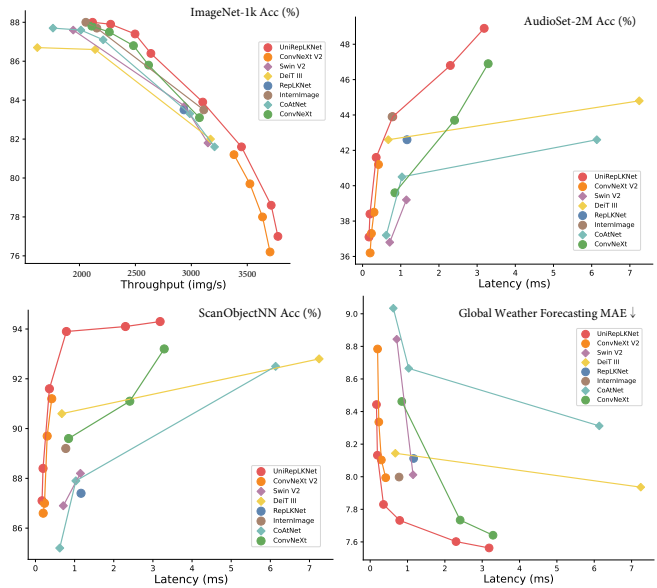 ImageNet-1k Acc (%)
88
86
84
82
80
78
76
2000
2500
3000
3500
Throughput (img/s)
UniRepLKNet
ConvNeXt V2
Swin V2
DeiT III
RepLKNet
InternImage
CoAtNet
ConvNeXt
AudioSet-2M Acc (%)
48
46
44
42
40
38
36
0
1
2
3
4
5
6
7
Latency (ms)
UniRepLKNet
ConvNeXt V2
Swin V2
DeiT III
RepLKNet
InternImage
CoAtNet
ConvNeXt
ScanObjectNN Acc (%)
94
92
90
88
86
0
1
2
3
4
5
6
7
Latency (ms)
UniRepLKNet
ConvNeXt V2
Swin V2
DeiT III
RepLKNet
InternImage
CoAtNet
ConvNeXt
Global Weather Forecasting MAE ↓
9.0
8.8
8.6
8.4
8.2
8.0
7.8
7.6
0
1
2
3
4
5
6
7
Latency (ms)
UniRepLKNet
ConvNeXt V2
Swin V2
DeiT III
RepLKNet
InternImage
CoAtNet
ConvNeXt